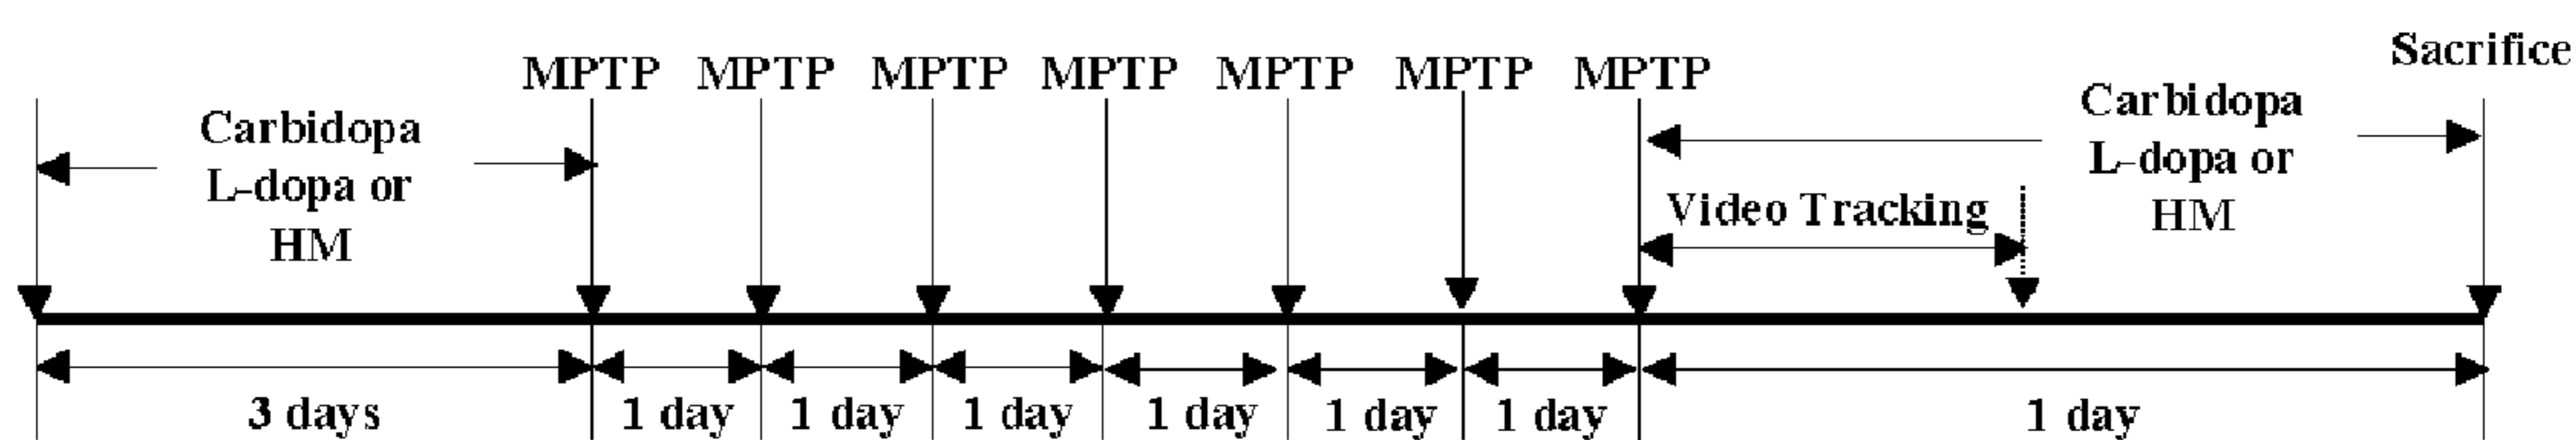 Sacrifice
MPTP MPTP MPTP MPTP MPTP MPTP MPTP
Carbidopa
L-dopa or
HM
Carbidopa
L-dopa or
HM
Video Tracking
3 days 1 day 1 day 1 day 1 day 1 day 1 day 1 day